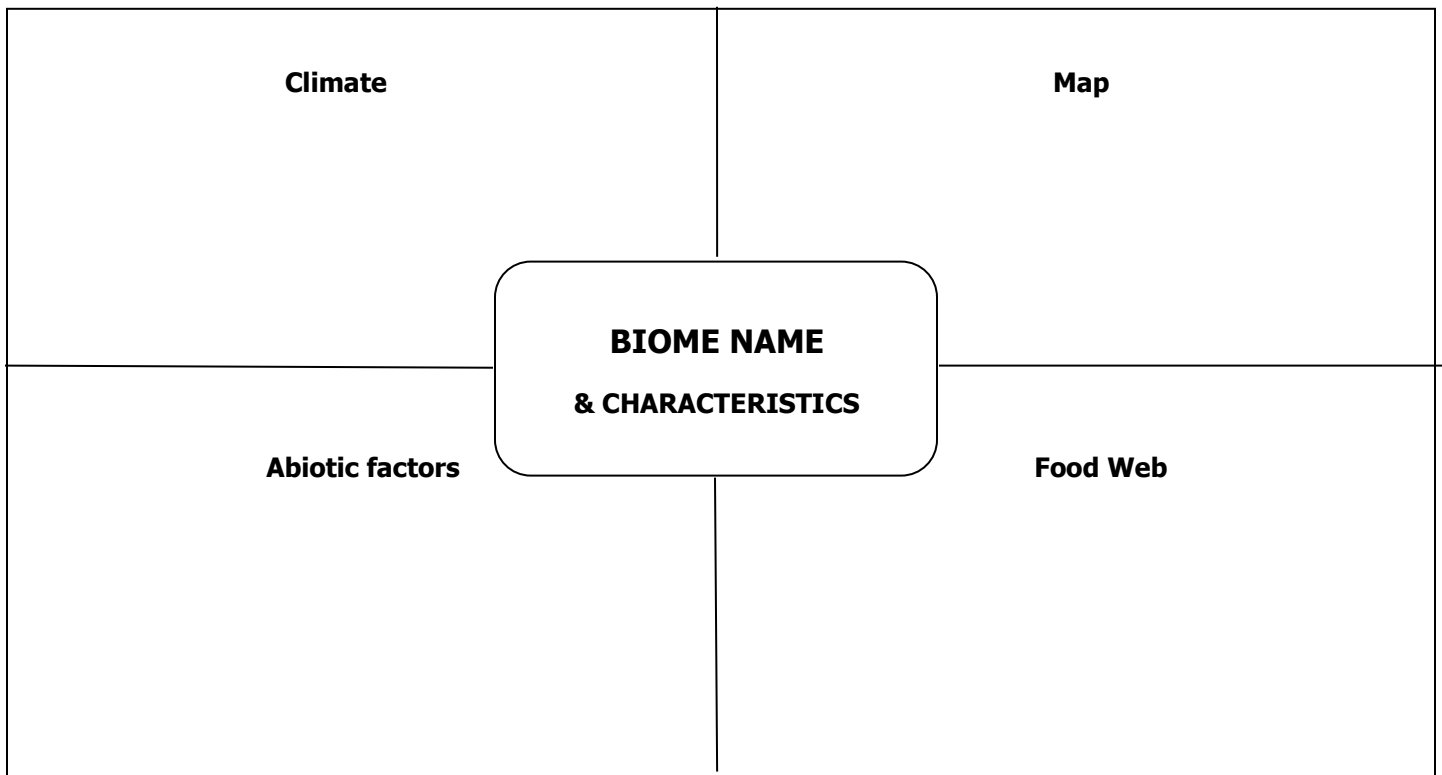 Climate
Map
BIOME NAME
& CHARACTERISTICS
Abiotic factors
Food Web